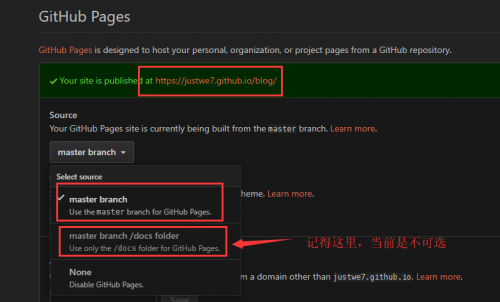 GitHub Pages
GitHub Pages is designed to host your personal, organization, or project pages from a GitHub repository.
✓ Your site is published at https://justwe7.github.io/blog/
Source
Your GitHub Pages site is currently being built from the master branch. Learn more.
master branch
Select source
✓ master branch
Use the master branch for GitHub Pages.
heme. Learn more.
master branch /docs folder
Use only the /docs folder for GitHub Pages.
记得这里，当前是不可选
None
Disable GitHub Pages.
m a domain other than justwe7.github.io. Learn more.
Save